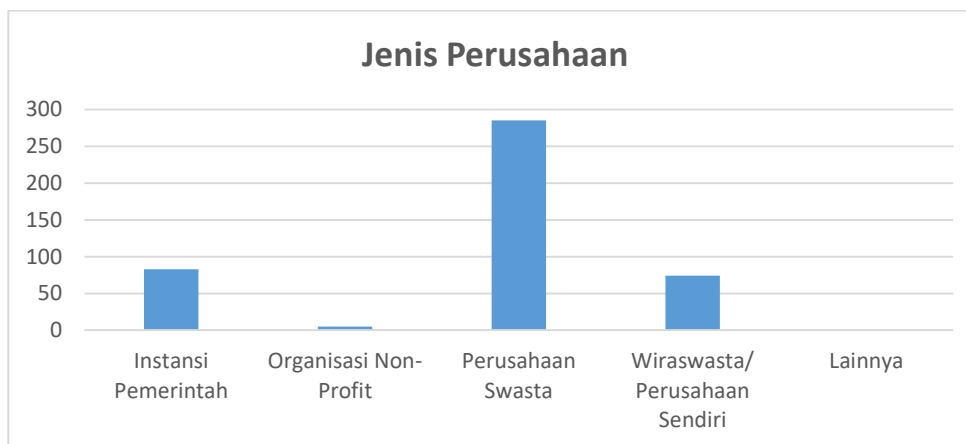 Jenis Perusahaan
300
250
200
150
100
50
0
Instansi
Pemerintah
Organisasi Non-
Profit
Perusahaan
Swasta
Wiraswasta/
Perusahaan
Sendiri
Lainnya